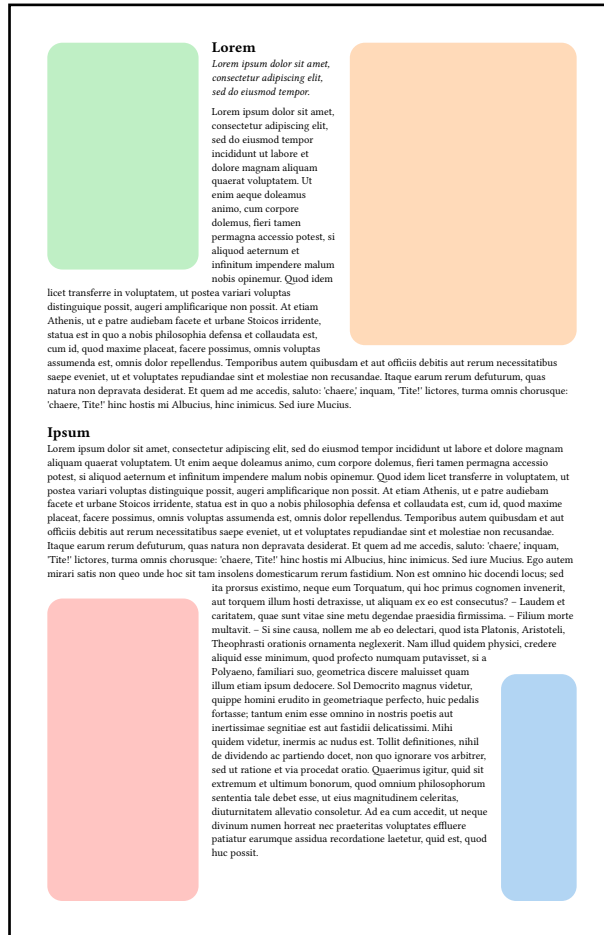 Lorem
Lorem ipsum dolor sit amet,
consectetur adipiscing elit,
sed do eiusmod tempor.
Lorem ipsum dolor sit amet,
consectetur adipiscing elit,
sed do eiusmod tempor
incididunt ut labore et
dolore magnam aliquam
quaerat voluptatem. Ut
enim aeque doleamus
animo, cum corpore
dolemus, fieri tamen
permagna accessio potest, si
aliquod aeternum et
infinitum impendere malum
nobis opinemur. Quod idem
licet transferre in voluptatem, ut postea variari voluptas
distinguique possit, augeri amplificarique non possit. At etiam
Athenis, ut e patre audiebam facete et urbane Stoicos irridente,
statua est in quo a nobis philosophia defensa et collaudata est,
cum id, quod maxime placeat, facere possimus, omnis voluptas
assumenda est, omnis dolor repellendus. Temporibus autem quibusdam et aut officiis debitis aut rerum necessitatibus
saepe eveniet, ut et voluptates repudiandae sint et molestiae non recusandae. Itaque earum rerum defuturum, quas
natura non depravata desiderat. Et quem ad me accedis, saluto: 'chaere,' inquam, 'Tite!' lictores, turma omnis chorusque:
'chaere, Tite!' hinc hostis mi Albucius, hinc inimicus. Sed iure Mucius.
Ipsum
Lorem ipsum dolor sit amet, consectetur adipiscing elit, sed do eiusmod tempor incididunt ut labore et dolore magnam
aliquam quaerat voluptatem. Ut enim aeque doleamus animo, cum corpore dolemus, fieri tamen permagna accessio
potest, si aliquod aeternum et infinitum impendere malum nobis opinemur. Quod idem licet transferre in voluptatem, ut
postea variari voluptas distinguique possit, augeri amplificarique non possit. At etiam Athenis, ut e patre audiebam
facete et urbane Stoicos irridente, statua est in quo a nobis philosophia defensa et collaudata est, cum id, quod maxime
placeat, facere possimus, omnis voluptas assumenda est, omnis dolor repellendus. Temporibus autem quibusdam et aut
officiis debitis aut rerum necessitatibus saepe eveniet, ut et voluptates repudiandae sint et molestiae non recusandae.
Itaque earum rerum defuturum, quas natura non depravata desiderat. Et quem ad me accedis, saluto: 'chaere,' inquam,
'Tite!' lictores, turma omnis chorusque: 'chaere, Tite!' hinc hostis mi Albucius, hinc inimicus. Sed iure Mucius. Ego autem
mirari satis non queo unde hoc sit tam insolens domesticarum rerum fastidium. Non est omnino hic docendi locus; sed
ita prorsus existimo, neque eum Torquatum, qui hoc primus cognomen invenerit,
aut torquem illum hosti detraxisse, ut aliquam ex eo est consecutus? – Laudem et
caritatem, quae sunt vitae sine metu degendae praesidia firmissima. – Filium morte
multavit. – Si sine causa, nollem me ab eo delectari, quod ista Platonis, Aristoteli,
Theophrasti orationis ornamenta neglexerit. Nam illud quidem physici, credere
aliquid esse minimum, quod profecto numquam putavisset, si a
Polyaeno, familiari suo, geometrica discere maluisset quam
illum etiam ipsum dedocere. Sol Democrito magnus videtur,
quippe homini erudito in geometriaque perfecto, huic pedalis
fortasse; tantum enim esse omnino in nostris poetis aut
inertissimae segnitiae est aut fastidii delicatissimi. Mihi
quidem videtur, inermis ac nudus est. Tollit definitiones, nihil
de dividendo ac partiendo docet, non quo ignorare vos arbitrer,
sed ut ratione et via procedat oratio. Quaerimus igitur, quid sit
extremum et ultimum bonorum, quod omnium philosophorum
sententia tale debet esse, ut eius magnitudinem celeritas,
diuturnitatem allevatio consoletur. Ad ea cum accedit, ut neque
divinum numen horreat nec praeteritas voluptates effluere
patiatur earumque assidua recordatione laetetur, quid est, quod
huc possit.